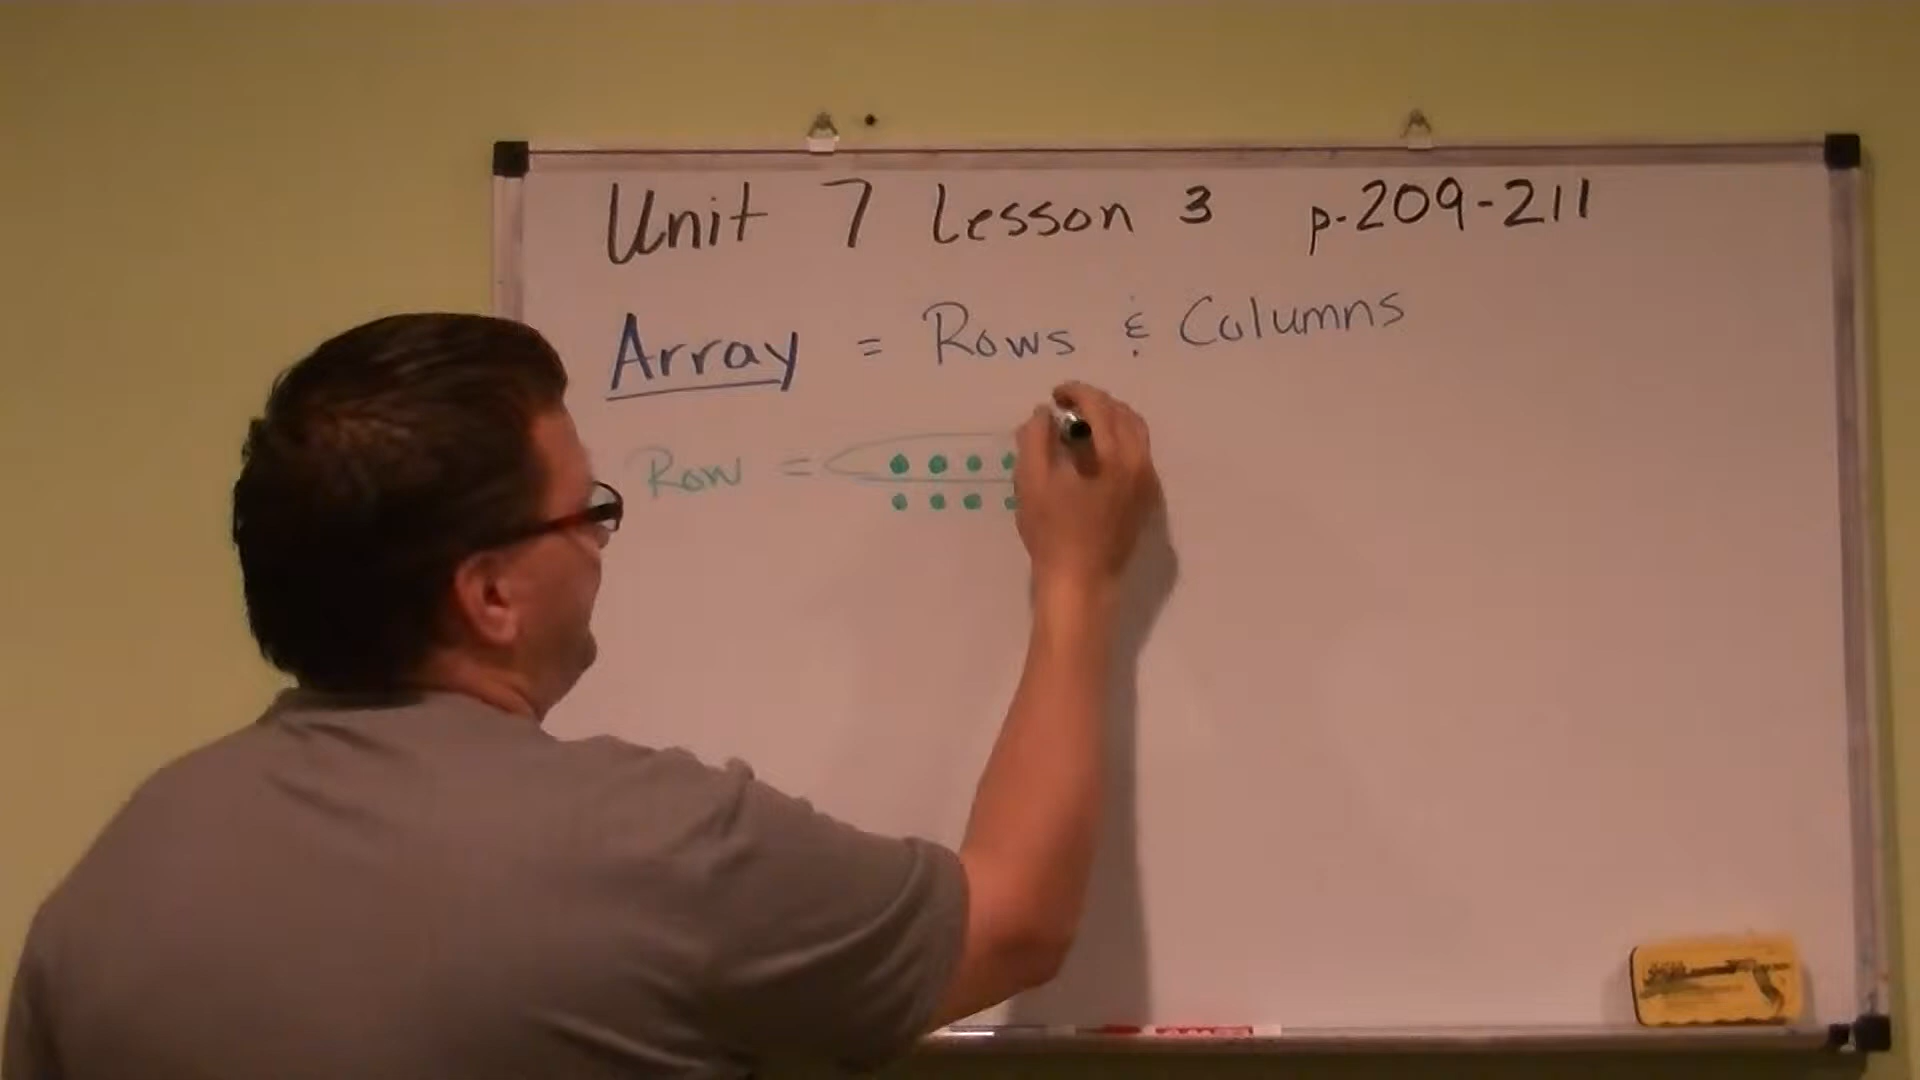 Unit 7 Lesson 3 p.209-211
Array = Rows & Columns
Row =